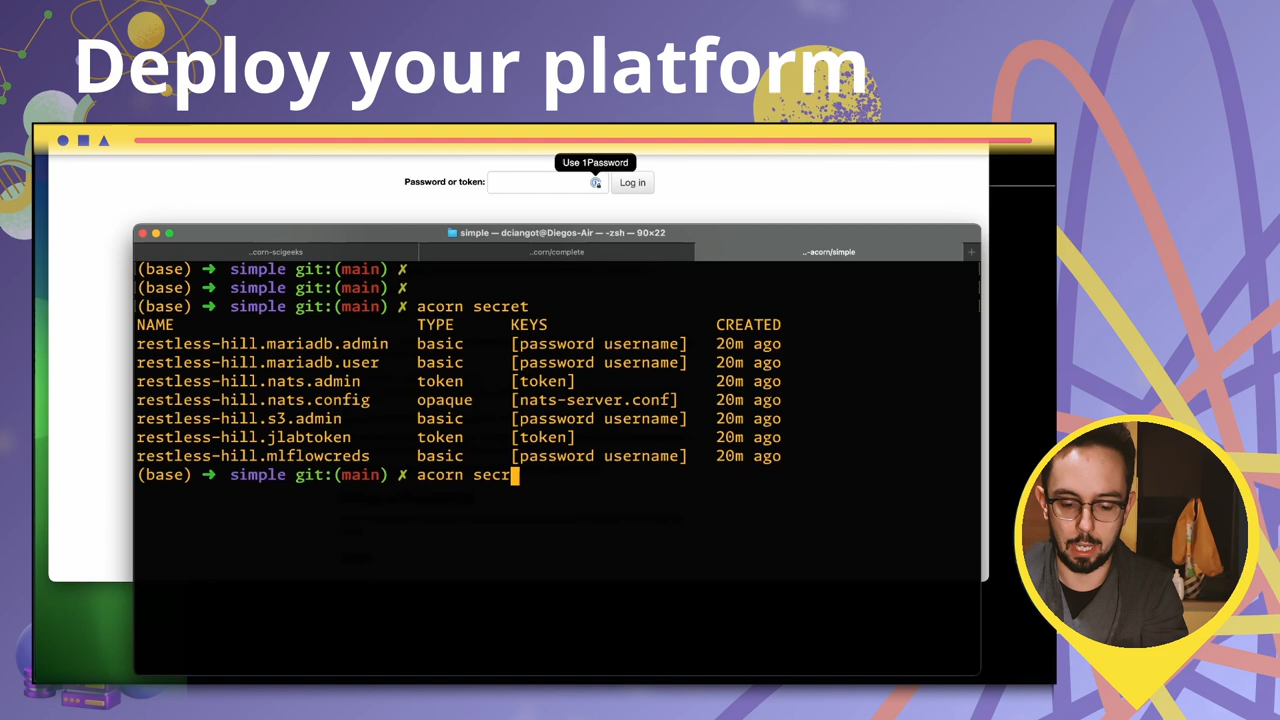 Deploy your platform
Use 1Password
Password or token:
Log in
simple — dciangot@Diegos-Air — -zsh — 90×22
..corn-scigeeks
..corn/complete
..-acorn/simple
+
(base) ➜ simple git:(main) ✗
(base) ➜ simple git:(main) ✗
(base) ➜ simple git:(main) ✗ acorn secret
NAME TYPE KEYS CREATED
restless-hill.mariadb.admin basic [password username] 20m ago
restless-hill.mariadb.user basic [password username] 20m ago
restless-hill.nats.admin token [token] 20m ago
restless-hill.nats.config opaque [nats-server.conf] 20m ago
restless-hill.s3.admin basic [password username] 20m ago
restless-hill.jlabtoken token [token] 20m ago
restless-hill.mlflowcreds basic [password username] 20m ago
(base) ➜ simple git:(main) ✗ acorn secr